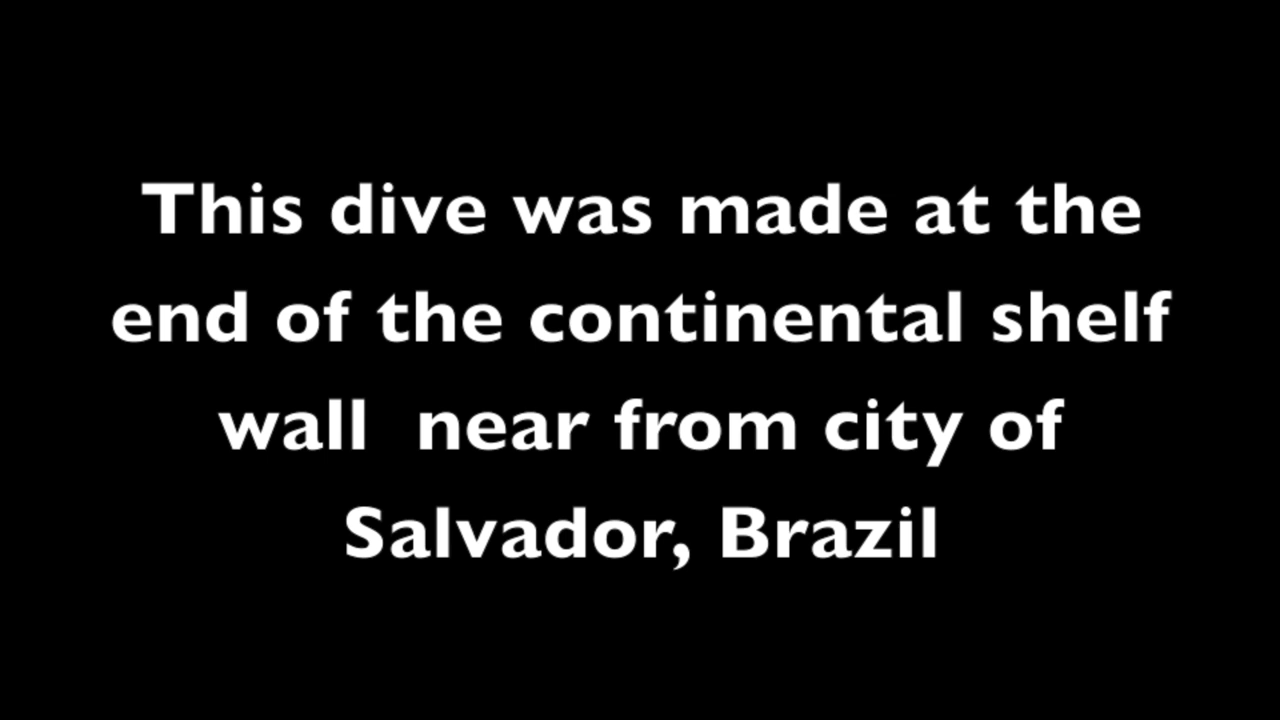 This dive was made at the
end of the continental shelf
wall  near from city of
Salvador, Brazil